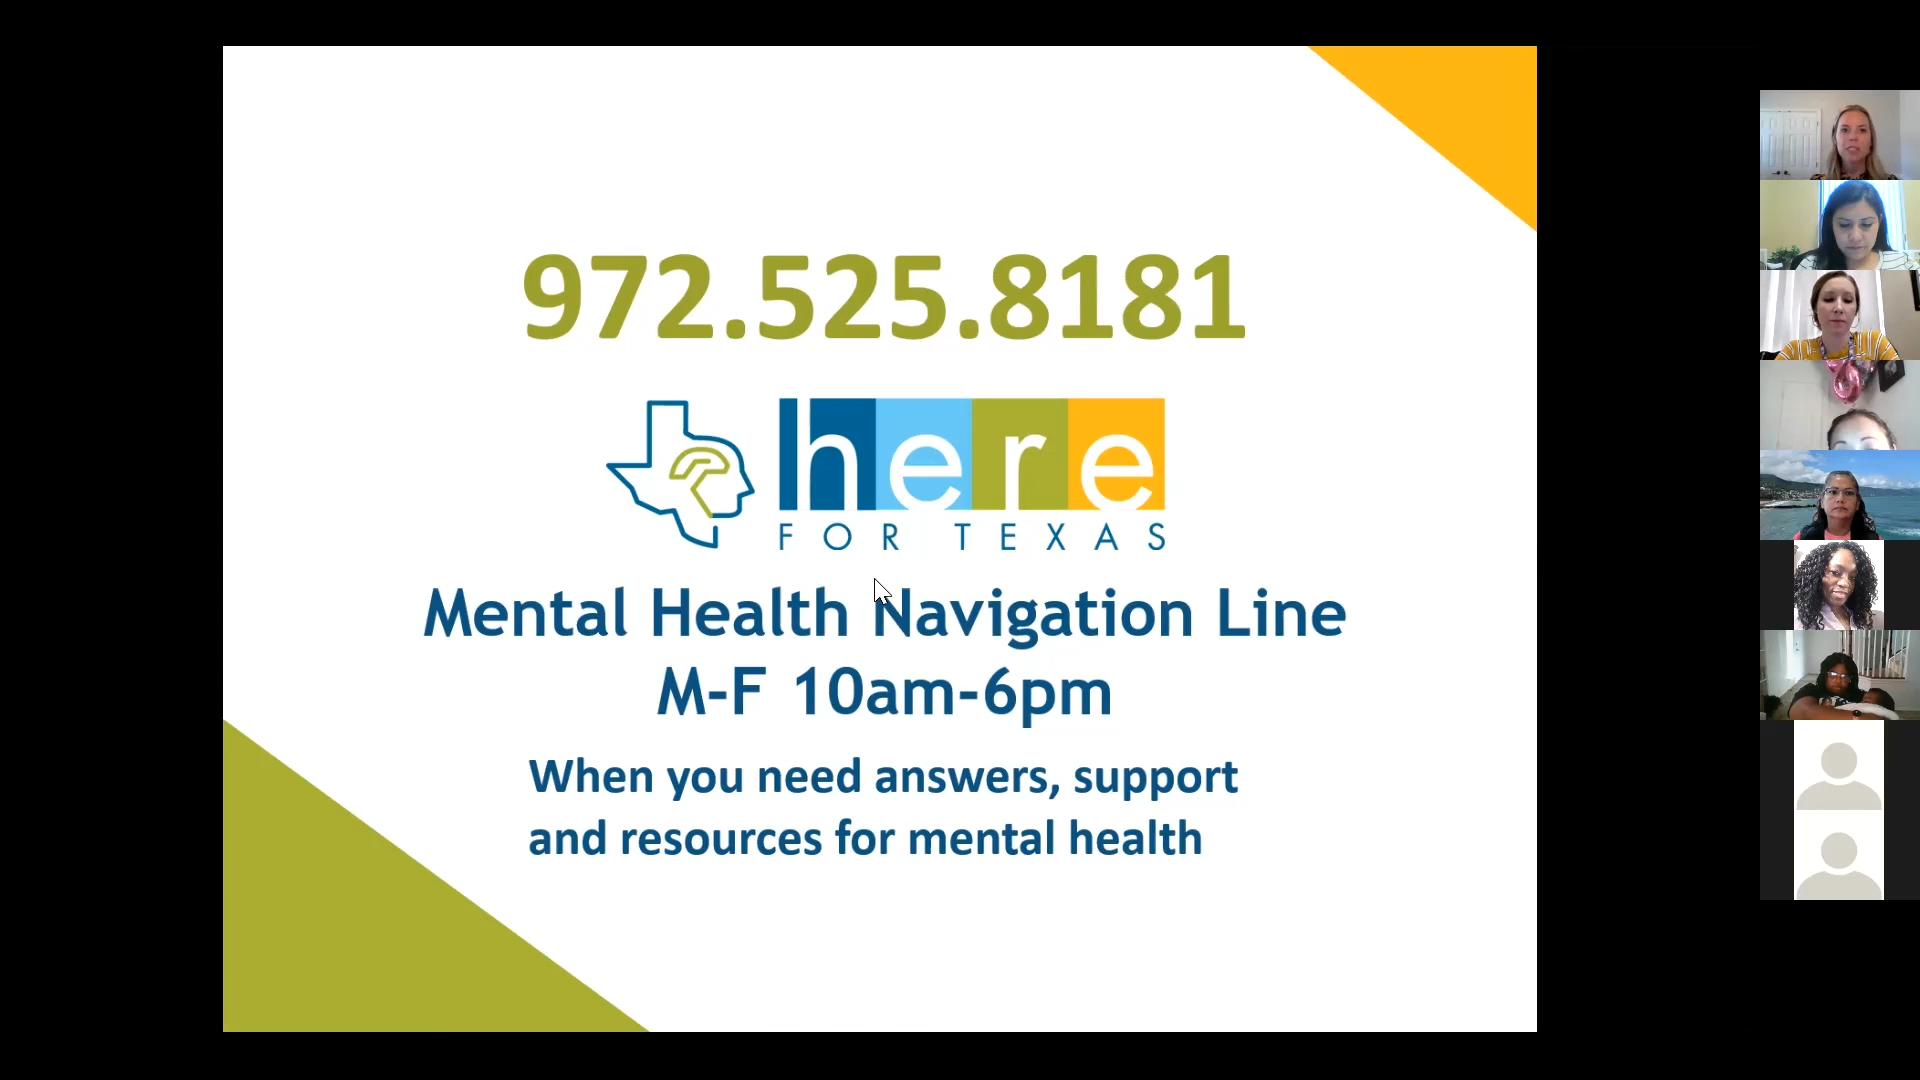 972.525.8181
here
FOR TEXAS
Mental Health Navigation Line
M-F 10am-6pm
When you need answers, support
and resources for mental health